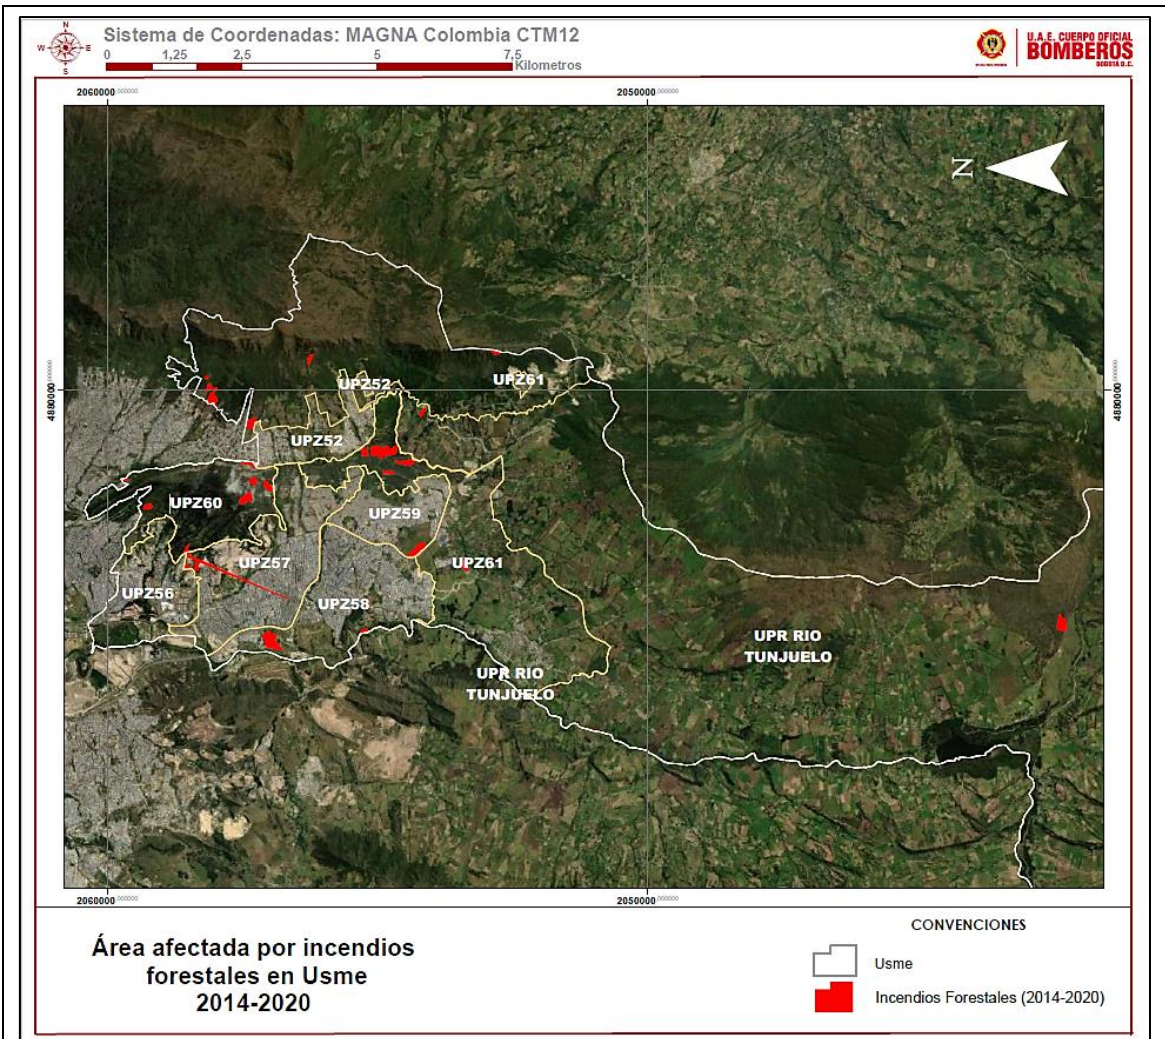 N
W E
S
Sistema de Coordenadas: MAGNA Colombia CTM12
0 1,25 2,5 5 7,5
Kilometros
U.A.E. CUERPO OFICIAL
BOMBEROS
BOGOTÁ D.C.
2060000 2050000
N
4880000 4880000
UPZ52
UPZ61
UPZ52
UPZ60
UPZ59
UPZ57
UPZ61
UPZ56
UPZ58
UPR RIO
TUNJUELO
UPR RIO
TUNJUELO
2060000 2050000
Área afectada por incendios
forestales en Usme
2014-2020
CONVENCIONES
Usme
Incendios Forestales (2014-2020)